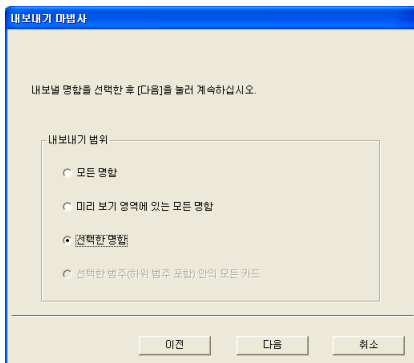 내보내기 마법사
내보낼 명함을 선택한 후 [다음]을 눌러 계속하십시오.
내보내기 범위
모든 명함
미리 보기 영역에 있는 모든 명함
선택한 명함
선택한 범주(하위 범주 포함) 안의 모든 카드
이전 다음 취소